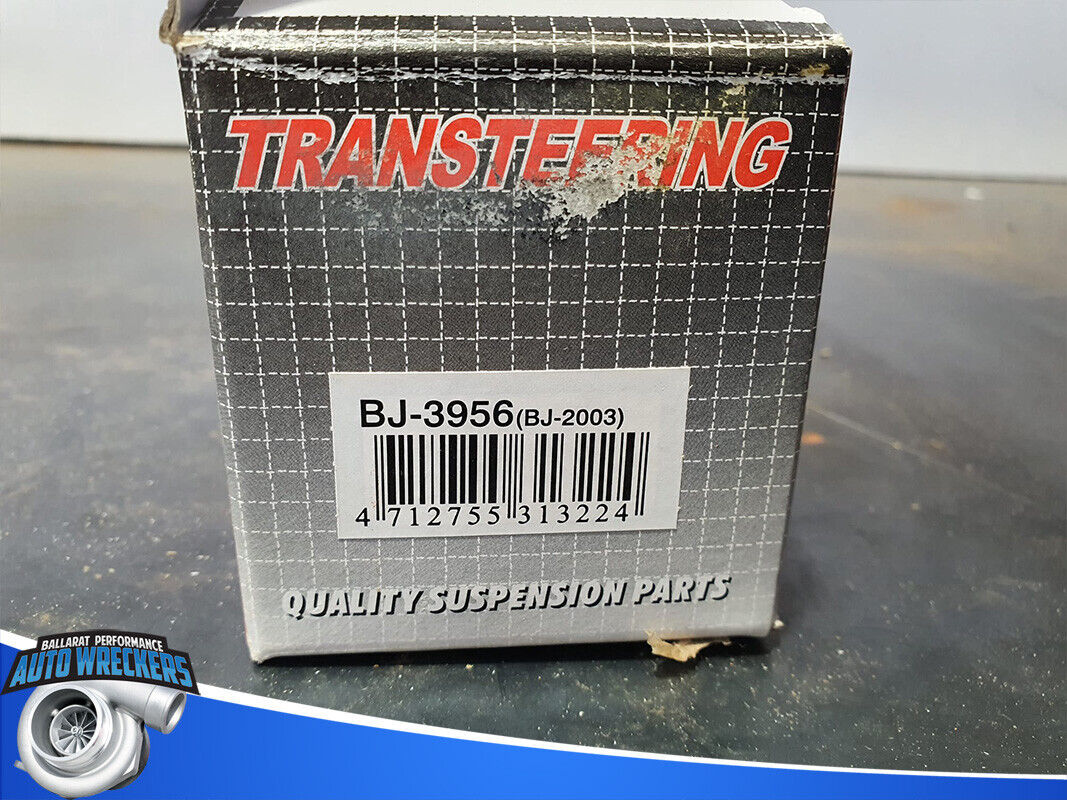 TRANSTEERING
BJ-3956 (BJ-2003)
4 712755 313224
QUALITY SUSPENSION PARTS
BALLARAT PERFORMANCE
AUTO WRECKERS